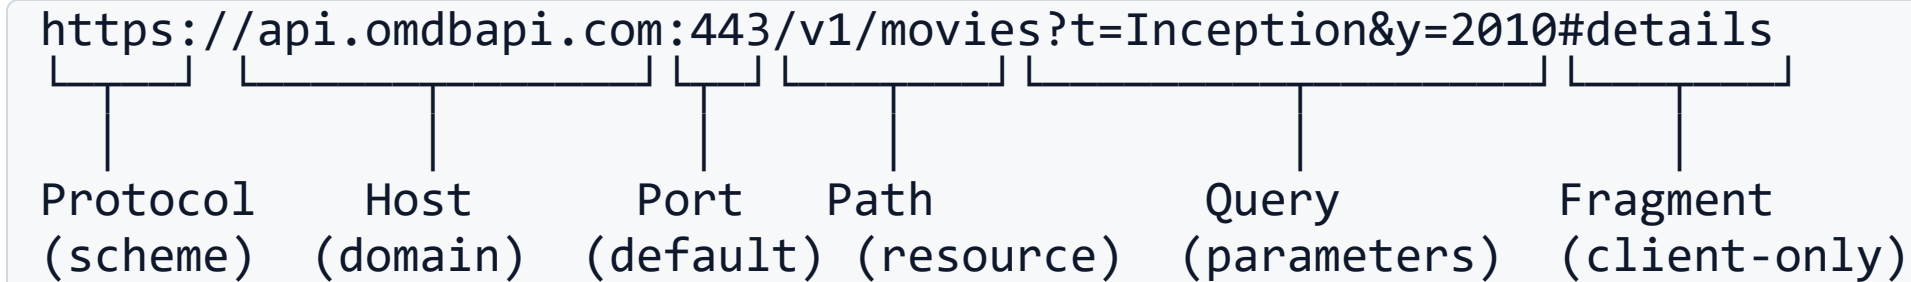 https://api.omdbapi.com:443/v1/movies?t=Inception&y=2010#details
Protocol Host Port Path Query Fragment
(scheme) (domain) (default) (resource) (parameters) (client-only)